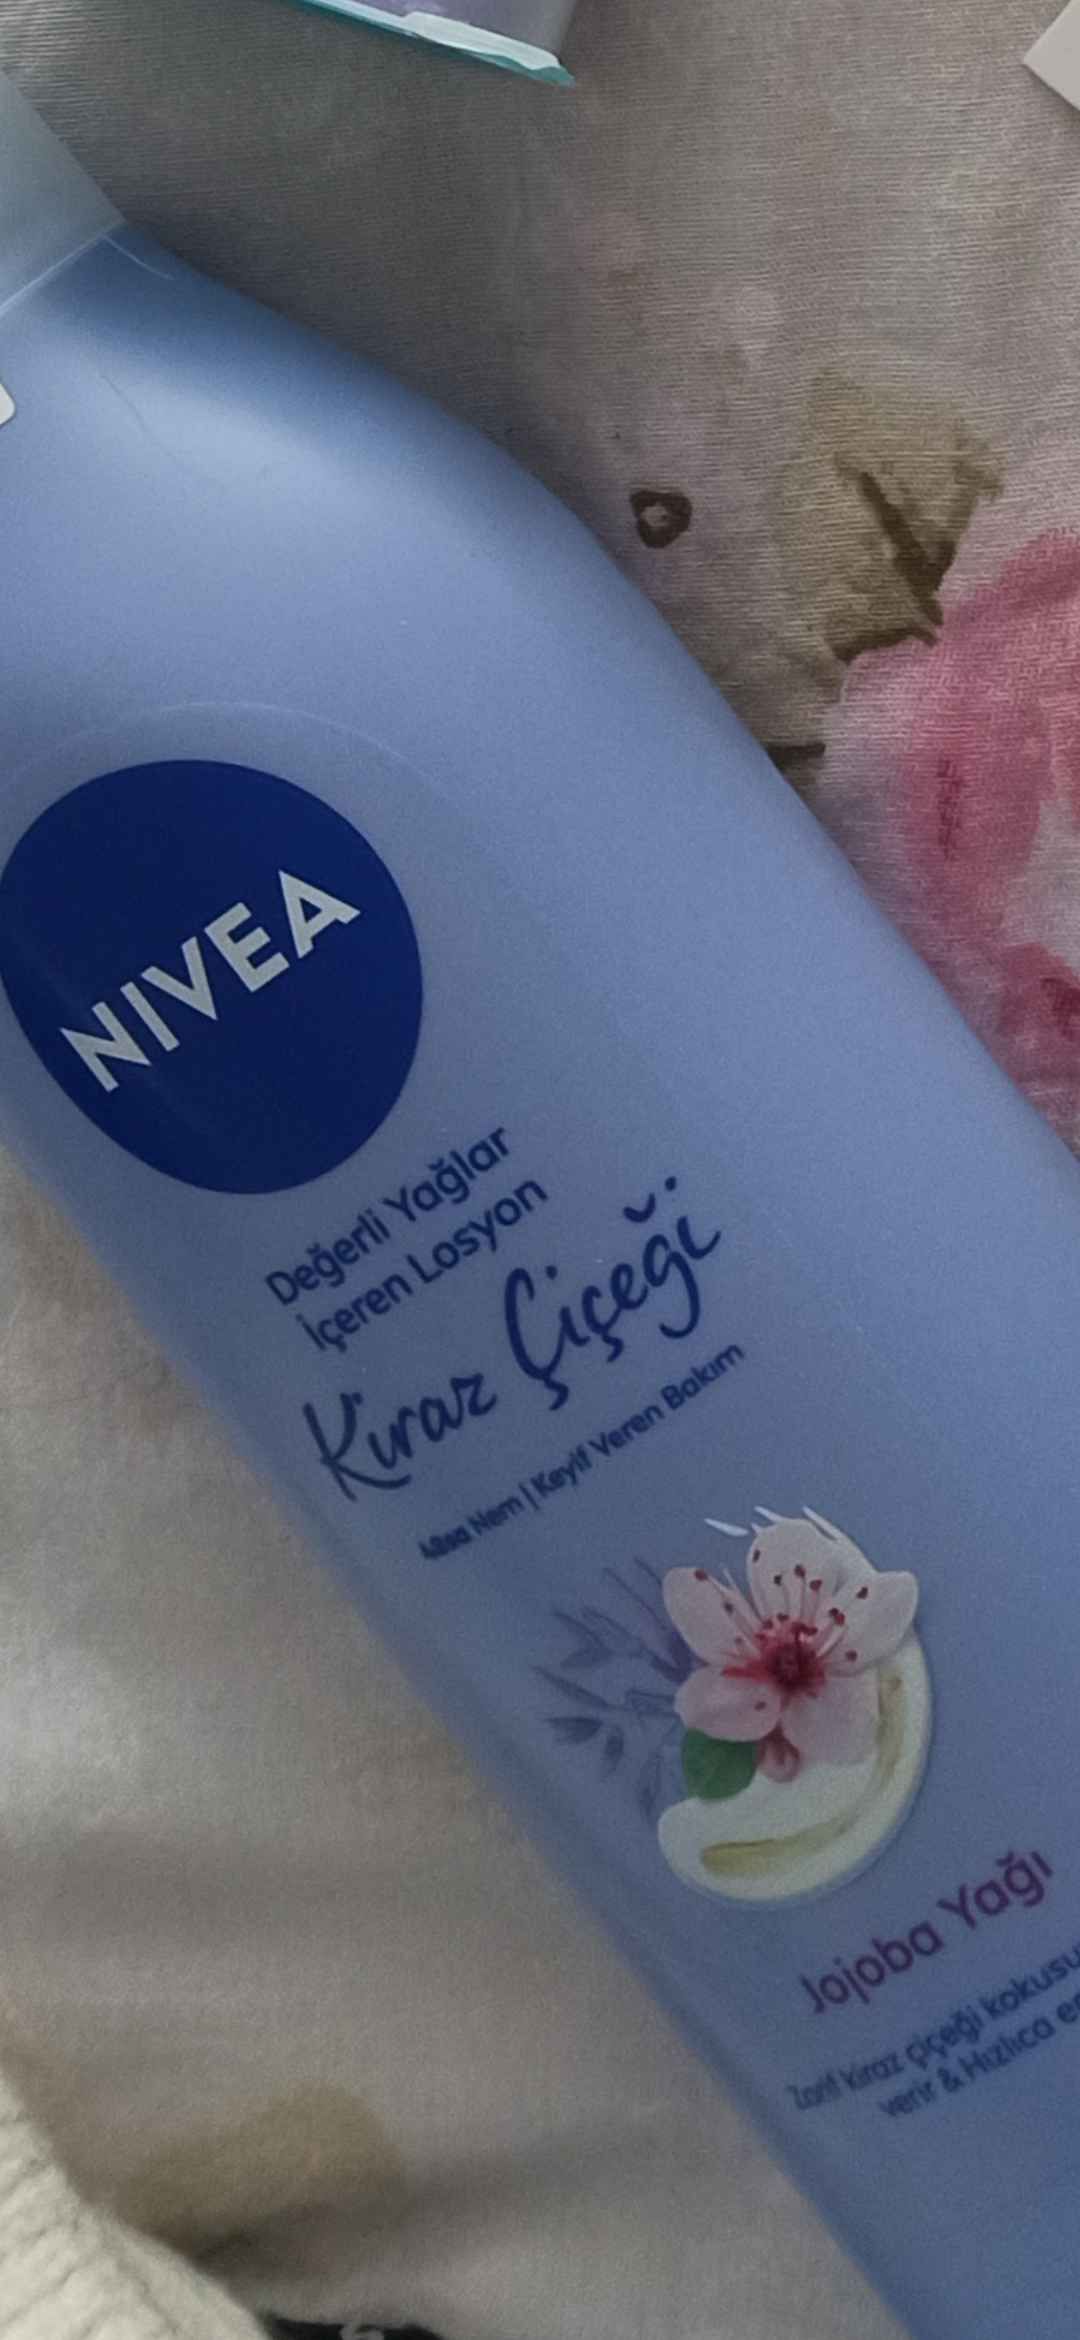 NIVEA
Değerli Yağlar
İçeren Losyon
Kiraz Çiçeği
48sa Nem | Keyif Veren Bakım
Jojoba Yağı
Zarif kiraz çiçeği kokusu
verir & Hızlıca